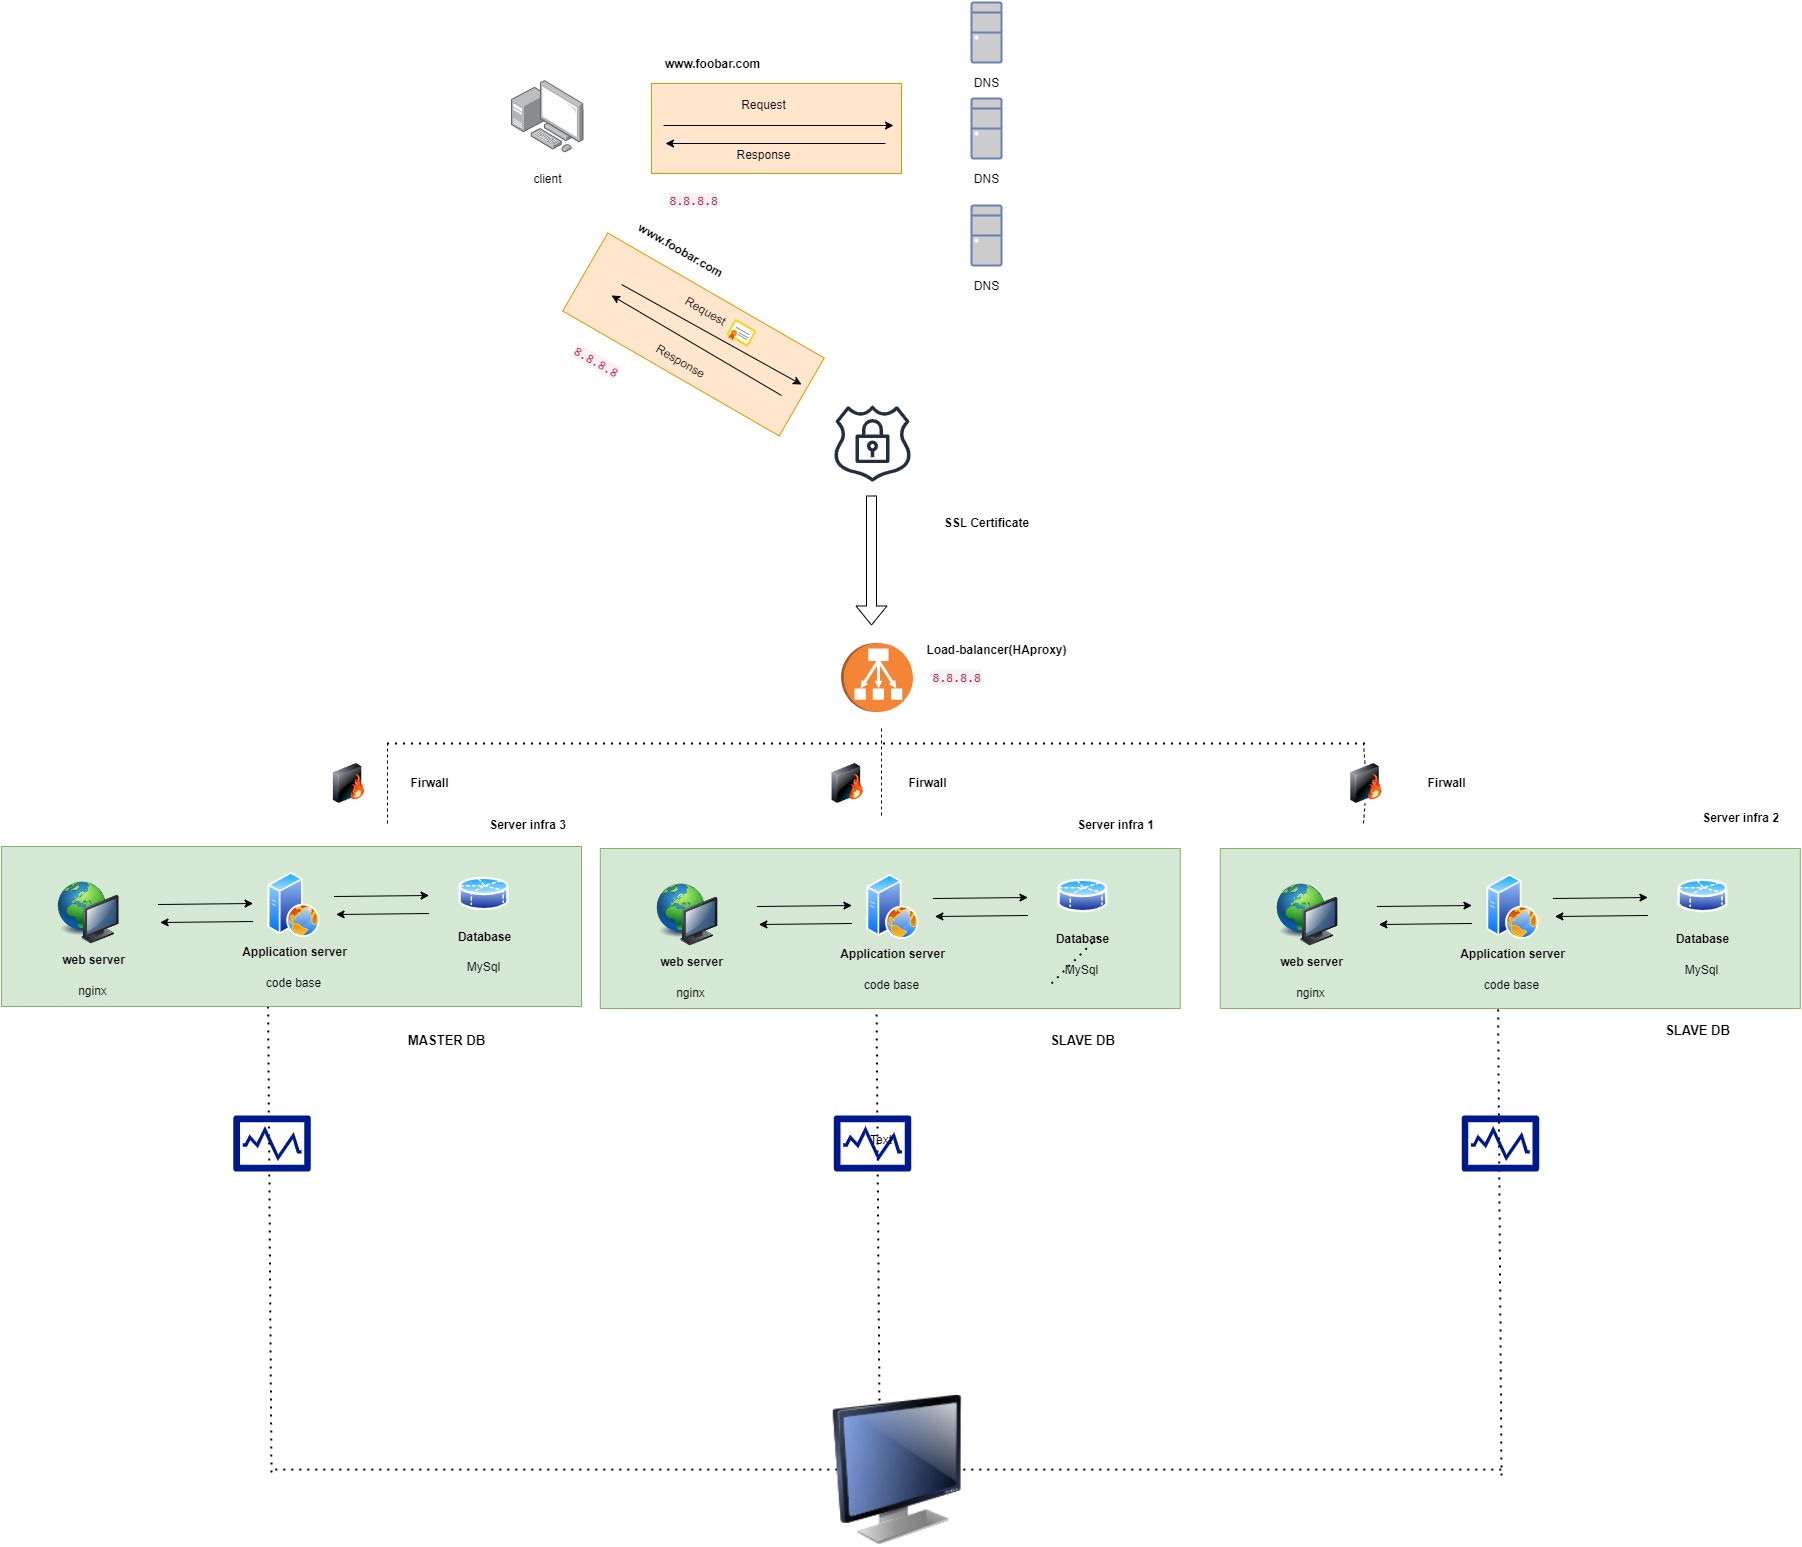 www.foobar.com
DNS
Request
Response
client
DNS
8.8.8.8
www.foobar.com
DNS
Request
Response
8.8.8.8
SSL Certificate
Load-balancer(HAproxy)
8.8.8.8
Firwall
Firwall
Firwall
Server infra 3
Server infra 1
Server infra 2
web server
nginx
Application server
code base
Database
MySql
web server
nginx
Application server
code base
Database
MySql
web server
nginx
Application server
code base
Database
MySql
MASTER DB
SLAVE DB
SLAVE DB
Text